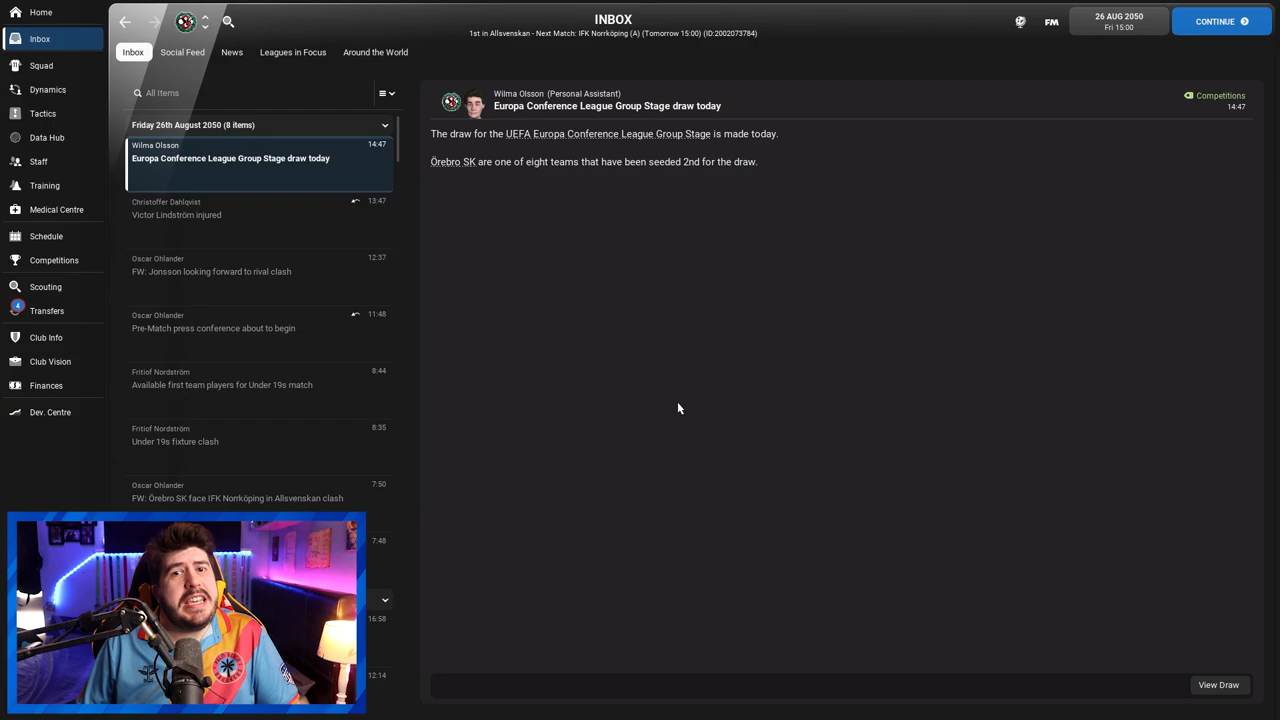 Home
Inbox
Squad
Dynamics
Tactics
Data Hub
Staff
Training
Medical Centre
Schedule
Competitions
Scouting
4
Transfers
Club Info
Club Vision
Finances
Dev. Centre
INBOX
1st in Allsvenskan - Next Match: IFK Norrköping (A) (Tomorrow 15:00) (ID:2002073784)
FM
26 AUG 2050
Fri 15:00
CONTINUE
Inbox Social Feed News Leagues in Focus Around the World
All Items
Friday 26th August 2050 (8 items)
Wilma Olsson 14:47
Europa Conference League Group Stage draw today
Christoffer Dahlqvist 13:47
Victor Lindström injured
Oscar Ohlander 12:37
FW: Jonsson looking forward to rival clash
Oscar Ohlander 11:48
Pre-Match press conference about to begin
Fritiof Nordström 8:44
Available first team players for Under 19s match
Fritiof Nordström 8:35
Under 19s fixture clash
Oscar Ohlander 7:50
FW: Örebro SK face IFK Norrköping in Allsvenskan clash
7:48
16:58
12:14
Wilma Olsson (Personal Assistant)
Europa Conference League Group Stage draw today
Competitions
14:47
The draw for the UEFA Europa Conference League Group Stage is made today.
Örebro SK are one of eight teams that have been seeded 2nd for the draw.
View Draw